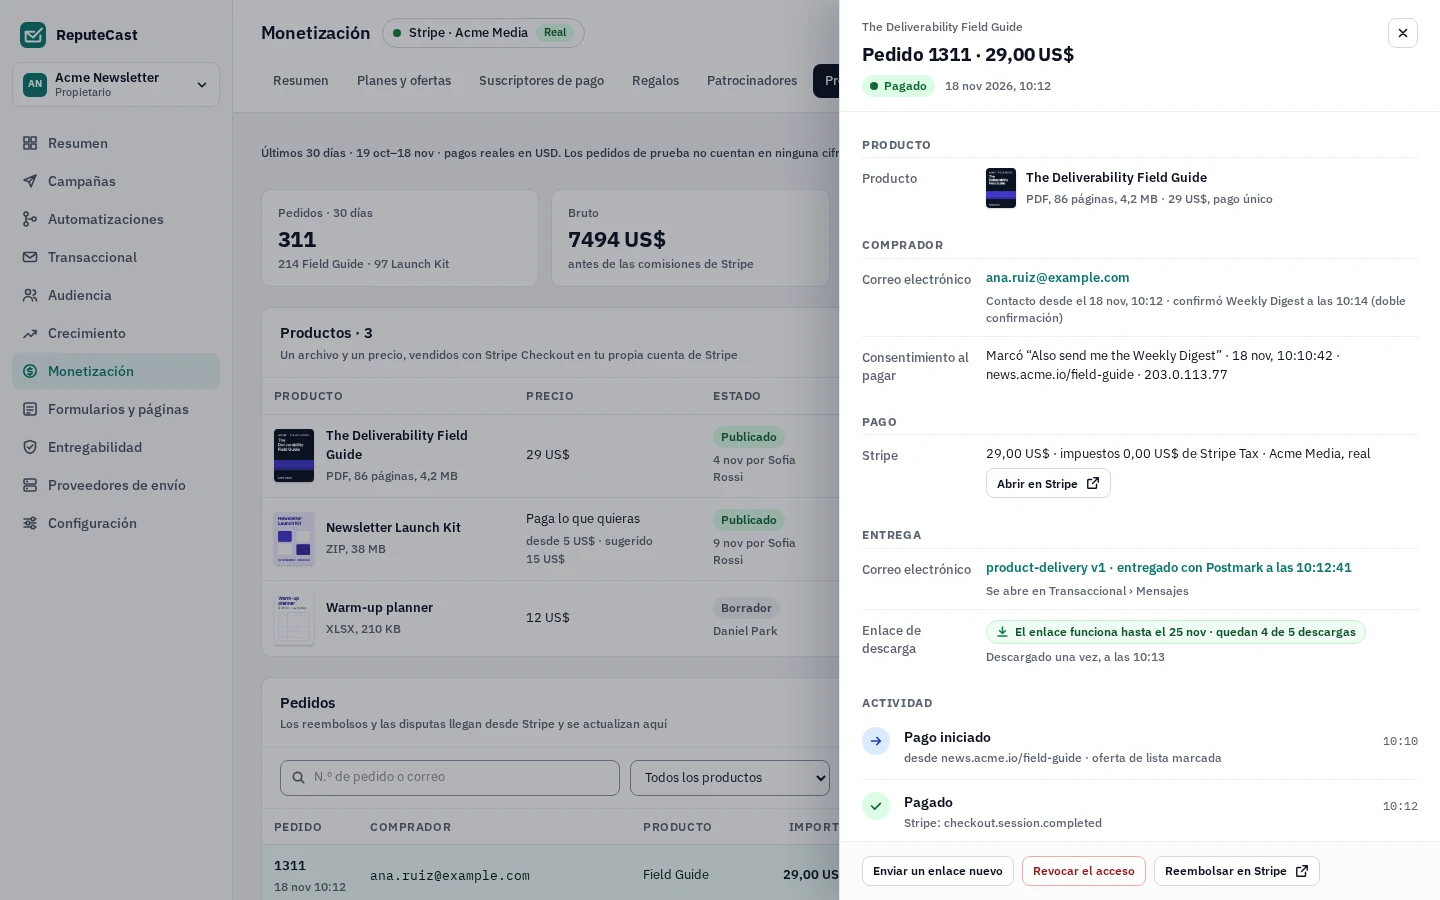 ReputeCast
AN
Acme Newsletter
Propietario
Resumen
Campañas
Automatizaciones
Transaccional
Audiencia
Crecimiento
Monetización
Formularios y páginas
Entregabilidad
Proveedores de envío
Configuración
Monetización
Stripe · Acme Media Real
Resumen Planes y ofertas Suscriptores de pago Regalos Patrocinadores
Últimos 30 días · 19 oct–18 nov · pagos reales en USD. Los pedidos de prueba no cuentan en ninguna
Pedidos · 30 días
311
214 Field Guide · 97 Launch Kit
Bruto
7494 US$
antes de las comisiones de Stripe
Productos · 3
Un archivo y un precio, vendidos con Stripe Checkout en tu propia cuenta de Stripe
PRODUCTO PRECIO ESTADO
The Deliverability Field
Guide
PDF, 86 páginas, 4,2 MB
29 US$
Publicado
4 nov por Sofia
Rossi
Newsletter Launch Kit
ZIP, 38 MB
Paga lo que quieras
desde 5 US$ · sugerido
15 US$
Publicado
9 nov por Sofia
Rossi
Warm-up planner
XLSX, 210 KB
12 US$
Borrador
Daniel Park
Pedidos
Los reembolsos y las disputas llegan desde Stripe y se actualizan aquí
N.º de pedido o correo
Todos los productos
PEDIDO COMPRADOR PRODUCTO IMPORT
1311
18 nov 10:12
ana.ruiz@example.com
Field Guide
29,00 US
The Deliverability Field Guide
Pedido 1311 · 29,00 US$
Pagado 18 nov 2026, 10:12
PRODUCTO
Producto
The Deliverability Field Guide
PDF, 86 páginas, 4,2 MB · 29 US$, pago único
COMPRADOR
Correo electrónico
ana.ruiz@example.com
Contacto desde el 18 nov, 10:12 · confirmó Weekly Digest a las 10:14 (doble
confirmación)
Consentimiento al
pagar
Marcó “Also send me the Weekly Digest” · 18 nov, 10:10:42 ·
news.acme.io/field-guide · 203.0.113.77
PAGO
Stripe
29,00 US$ · impuestos 0,00 US$ de Stripe Tax · Acme Media, real
Abrir en Stripe
ENTREGA
Correo electrónico
product-delivery v1 · entregado con Postmark a las 10:12:41
Se abre en Transaccional › Mensajes
Enlace de
descarga
El enlace funciona hasta el 25 nov · quedan 4 de 5 descargas
Descargado una vez, a las 10:13
ACTIVIDAD
Pago iniciado
10:10
desde news.acme.io/field-guide · oferta de lista marcada
Pagado
10:12
Stripe: checkout.session.completed
Enviar un enlace nuevo
Revocar el acceso
Reembolsar en Stripe